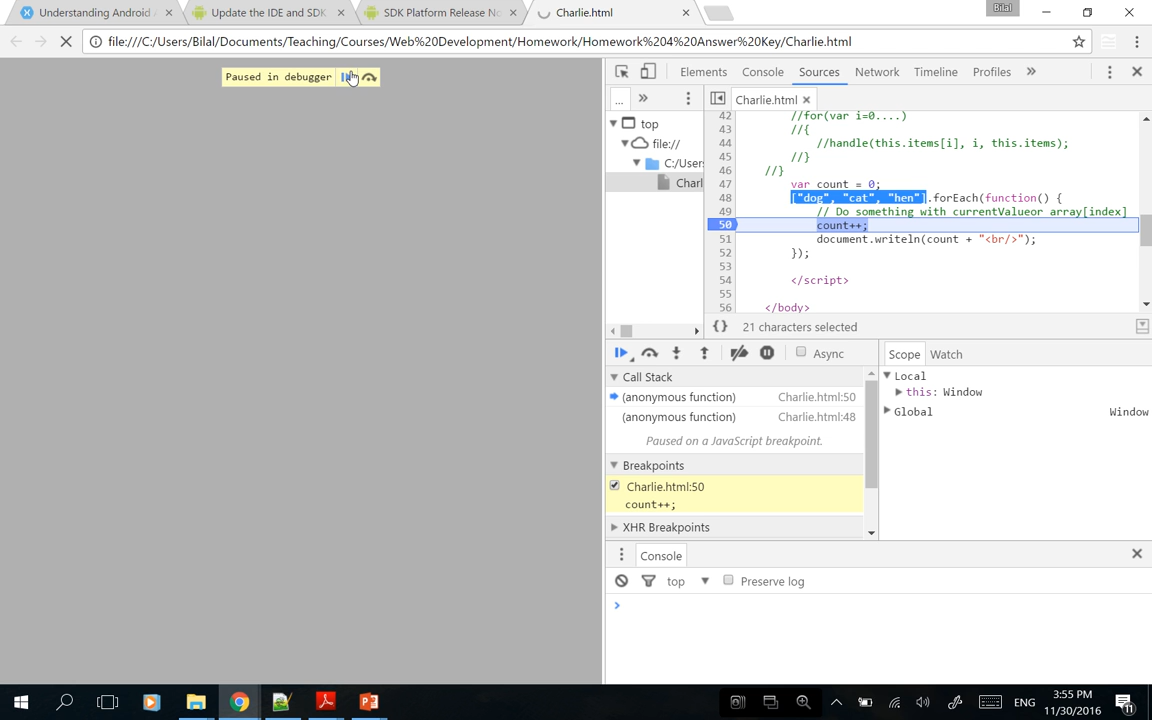 Understanding Android
Update the IDE and SDK
SDK Platform Release No
Charlie.html
Bilal
file:///C:/Users/Bilal/Documents/Teaching/Courses/Web%20Development/Homework/Homework%204%20Answer%20Key/Charlie.html
Paused in debugger
Elements Console Sources Network Timeline Profiles »
... » Charlie.html ×
top
file://
C:/User
Charl
42 //for(var i=0....)
43 //{
44 //handle(this.items[i], i, this.items);
45 //}
46 //}
47 var count = 0;
48 ["dog", "cat", "hen"].forEach(function() {
49 // Do something with currentValueor array[index]
50 count++;
51 document.writeln(count + "<br/>");
52 });
53
54 </script>
55
56 </body>
{} 21 characters selected
Async
Scope Watch
Call Stack
(anonymous function) Charlie.html:50
(anonymous function) Charlie.html:48
Paused on a JavaScript breakpoint.
Breakpoints
Charlie.html:50
count++;
XHR Breakpoints
Local
this: Window
Global Window
Console
top Preserve log
ENG
3:55 PM
11/30/2016
11